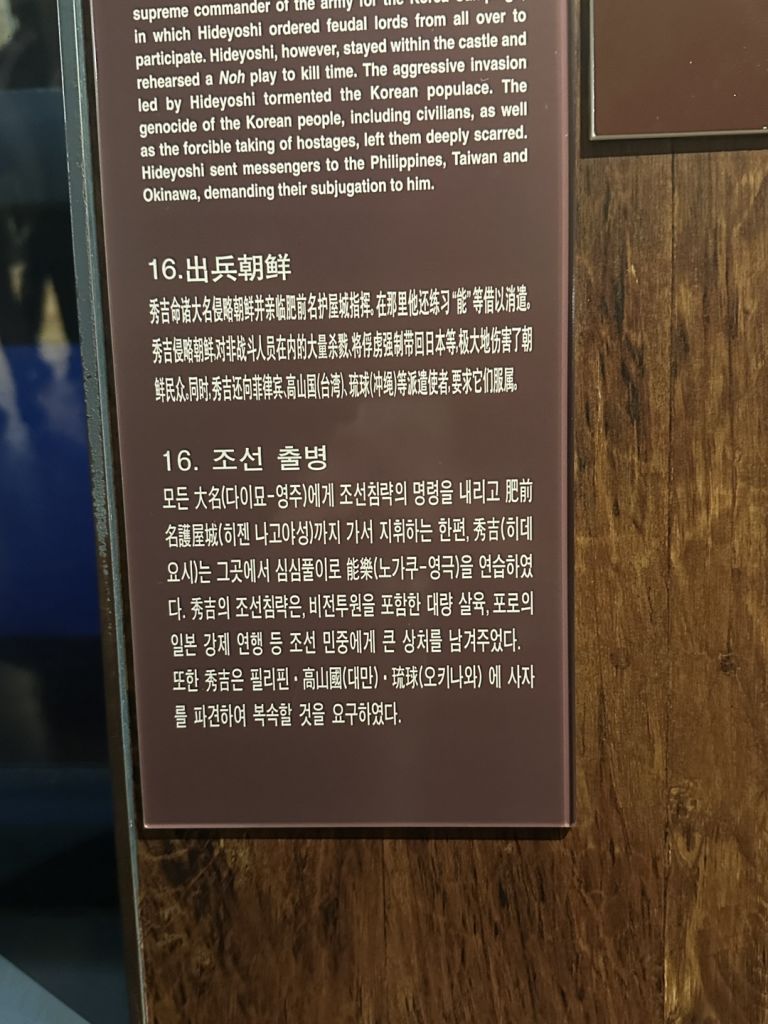 supreme commander of the army for the Korea campaign,
in which Hideyoshi ordered feudal lords from all over to
participate. Hideyoshi, however, stayed within the castle and
rehearsed a Noh play to kill time. The aggressive invasion
led by Hideyoshi tormented the Korean populace. The
genocide of the Korean people, including civilians, as well
as the forcible taking of hostages, left them deeply scarred.
Hideyoshi sent messengers to the Philippines, Taiwan and
Okinawa, demanding their subjugation to him.
16.出兵朝鲜
秀吉命诸大名侵略朝鲜并亲临肥前名护屋城指挥。在那里他还练习“能”等借以消遣。
秀吉侵略朝鲜,对非战斗人员在内的大量杀戮、将俘虏强制带回日本等,极大地伤害了朝
鲜民众。同时,秀吉还向菲律宾、高山国(台湾)、琉球(冲绳)等派遣使者,要求它们服属。
16. 조선 출병
모든 大名(다이묘-영주)에게 조선침략의 명령을 내리고 肥前
名護屋城(히젠 나고야성)까지 가서 지휘하는 한편, 秀吉(히데
요시)는 그곳에서 심심풀이로 能樂(노가쿠-영극)을 연습하였
다. 秀吉의 조선침략은, 비전투원을 포함한 대량 살육, 포로의
일본 강제 연행 등 조선 민중에게 큰 상처를 남겨주었다.
또한 秀吉은 필리핀・高山國(대만)・琉球(오키나와) 에 사자
를 파견하여 복속할 것을 요구하였다.